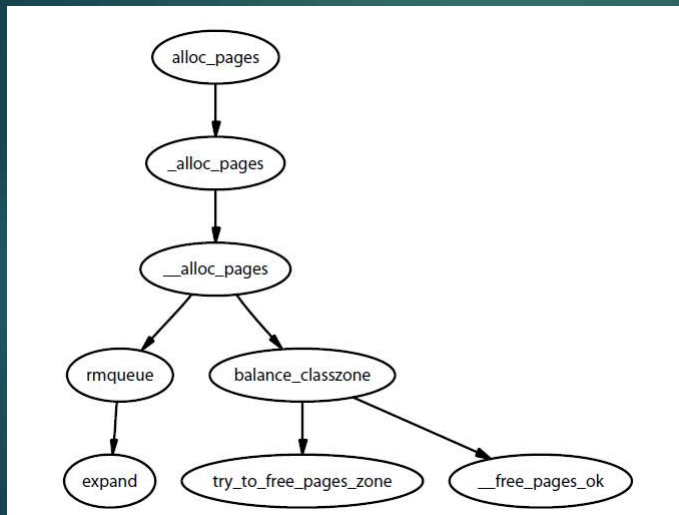 alloc_pages
_alloc_pages
__alloc_pages
rmqueue
balance_classzone
expand
try_to_free_pages_zone
__free_pages_ok